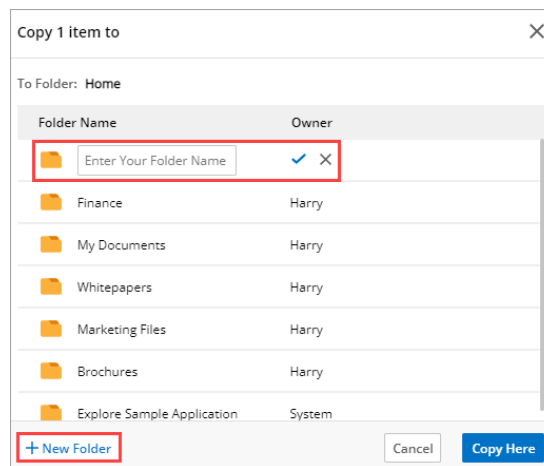 Copy 1 item to
To Folder: Home
Folder Name Owner
Enter Your Folder Name
Finance Harry
My Documents Harry
Whitepapers Harry
Marketing Files Harry
Brochures Harry
Explore Sample Application System
+ New Folder Cancel Copy Here